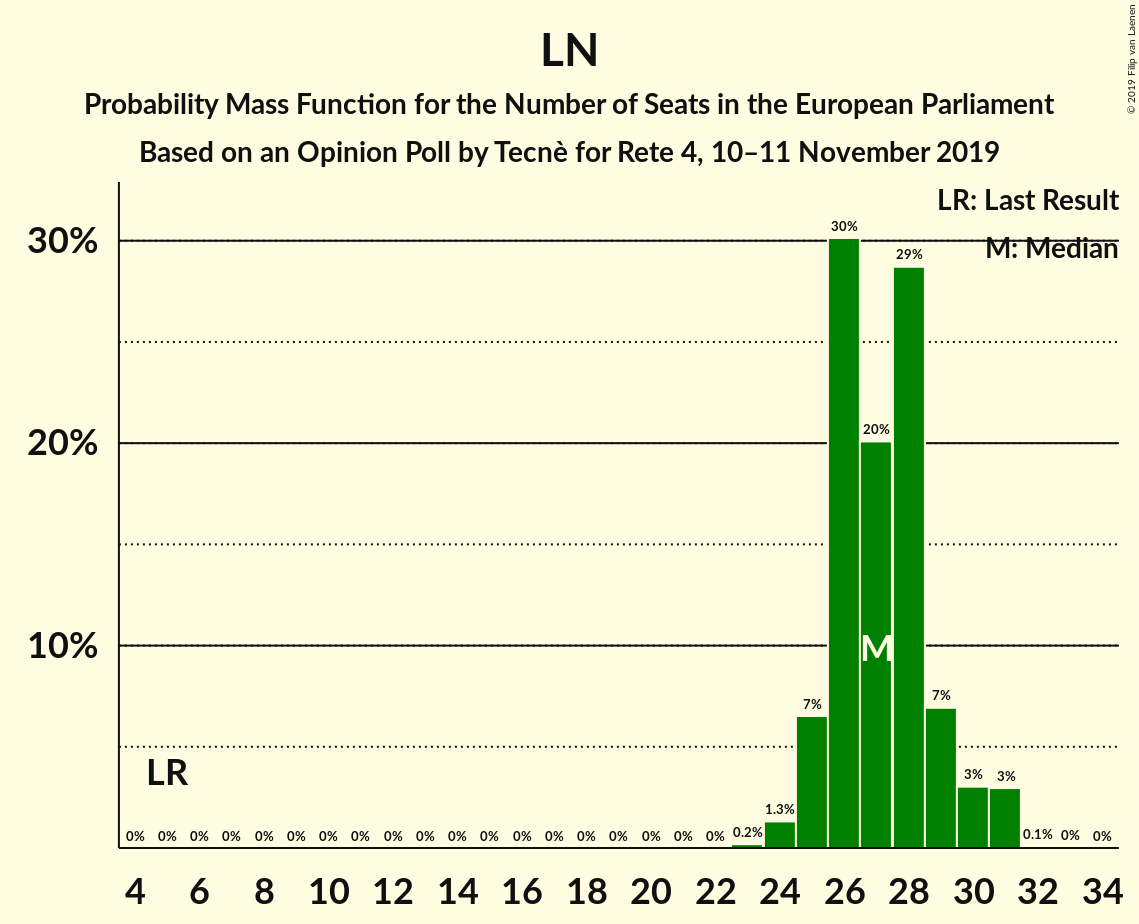 LN
Probability Mass Function for the Number of Seats in the European Parliament
Based on an Opinion Poll by Tecnè for Rete 4, 10–11 November 2019
© 2019 Filip van Laenen
LR: Last Result
M: Median
30%
20%
10%
30%
29%
20%
M
7%
7%
LR
3%
3%
1.3%
0% 0% 0% 0% 0% 0% 0% 0% 0% 0% 0% 0% 0% 0% 0% 0% 0% 0% 0% 0.2% 0.1% 0% 0%
4 6 8 10 12 14 16 18 20 22 24 26 28 30 32 34